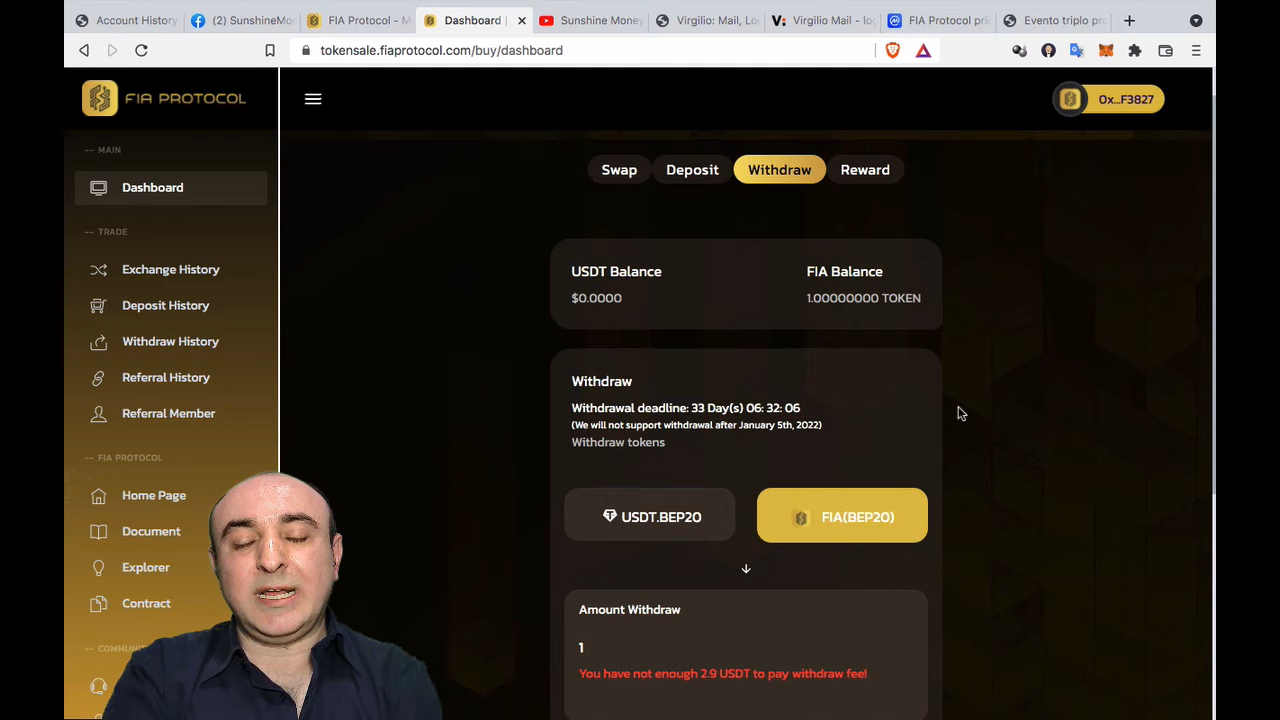 Account History
(2) SunshineMo
FIA Protocol - M
Dashboard |
Sunshine Money
Virgilio: Mail, Lo
Virgilio Mail - lo
FIA Protocol pri
Evento triplo pr
tokensale.fiaprotocol.com/buy/dashboard
FIA PROTOCOL
0x...F3827
-- MAIN
Dashboard
-- TRADE
Exchange History
Deposit History
Withdraw History
Referral History
Referral Member
-- FIA PROTOCOL
Home Page
Document
Explorer
Contract
-- COMMUN
Swap
Deposit
Withdraw
Reward
USDT Balance
FIA Balance
$0.0000
1.00000000 TOKEN
Withdraw
Withdrawal deadline: 33 Day(s) 06: 32: 06
(We will not support withdrawal after January 5th, 2022)
Withdraw tokens
USDT.BEP20
FIA(BEP20)
Amount Withdraw
1
You have not enough 2.9 USDT to pay withdraw fee!